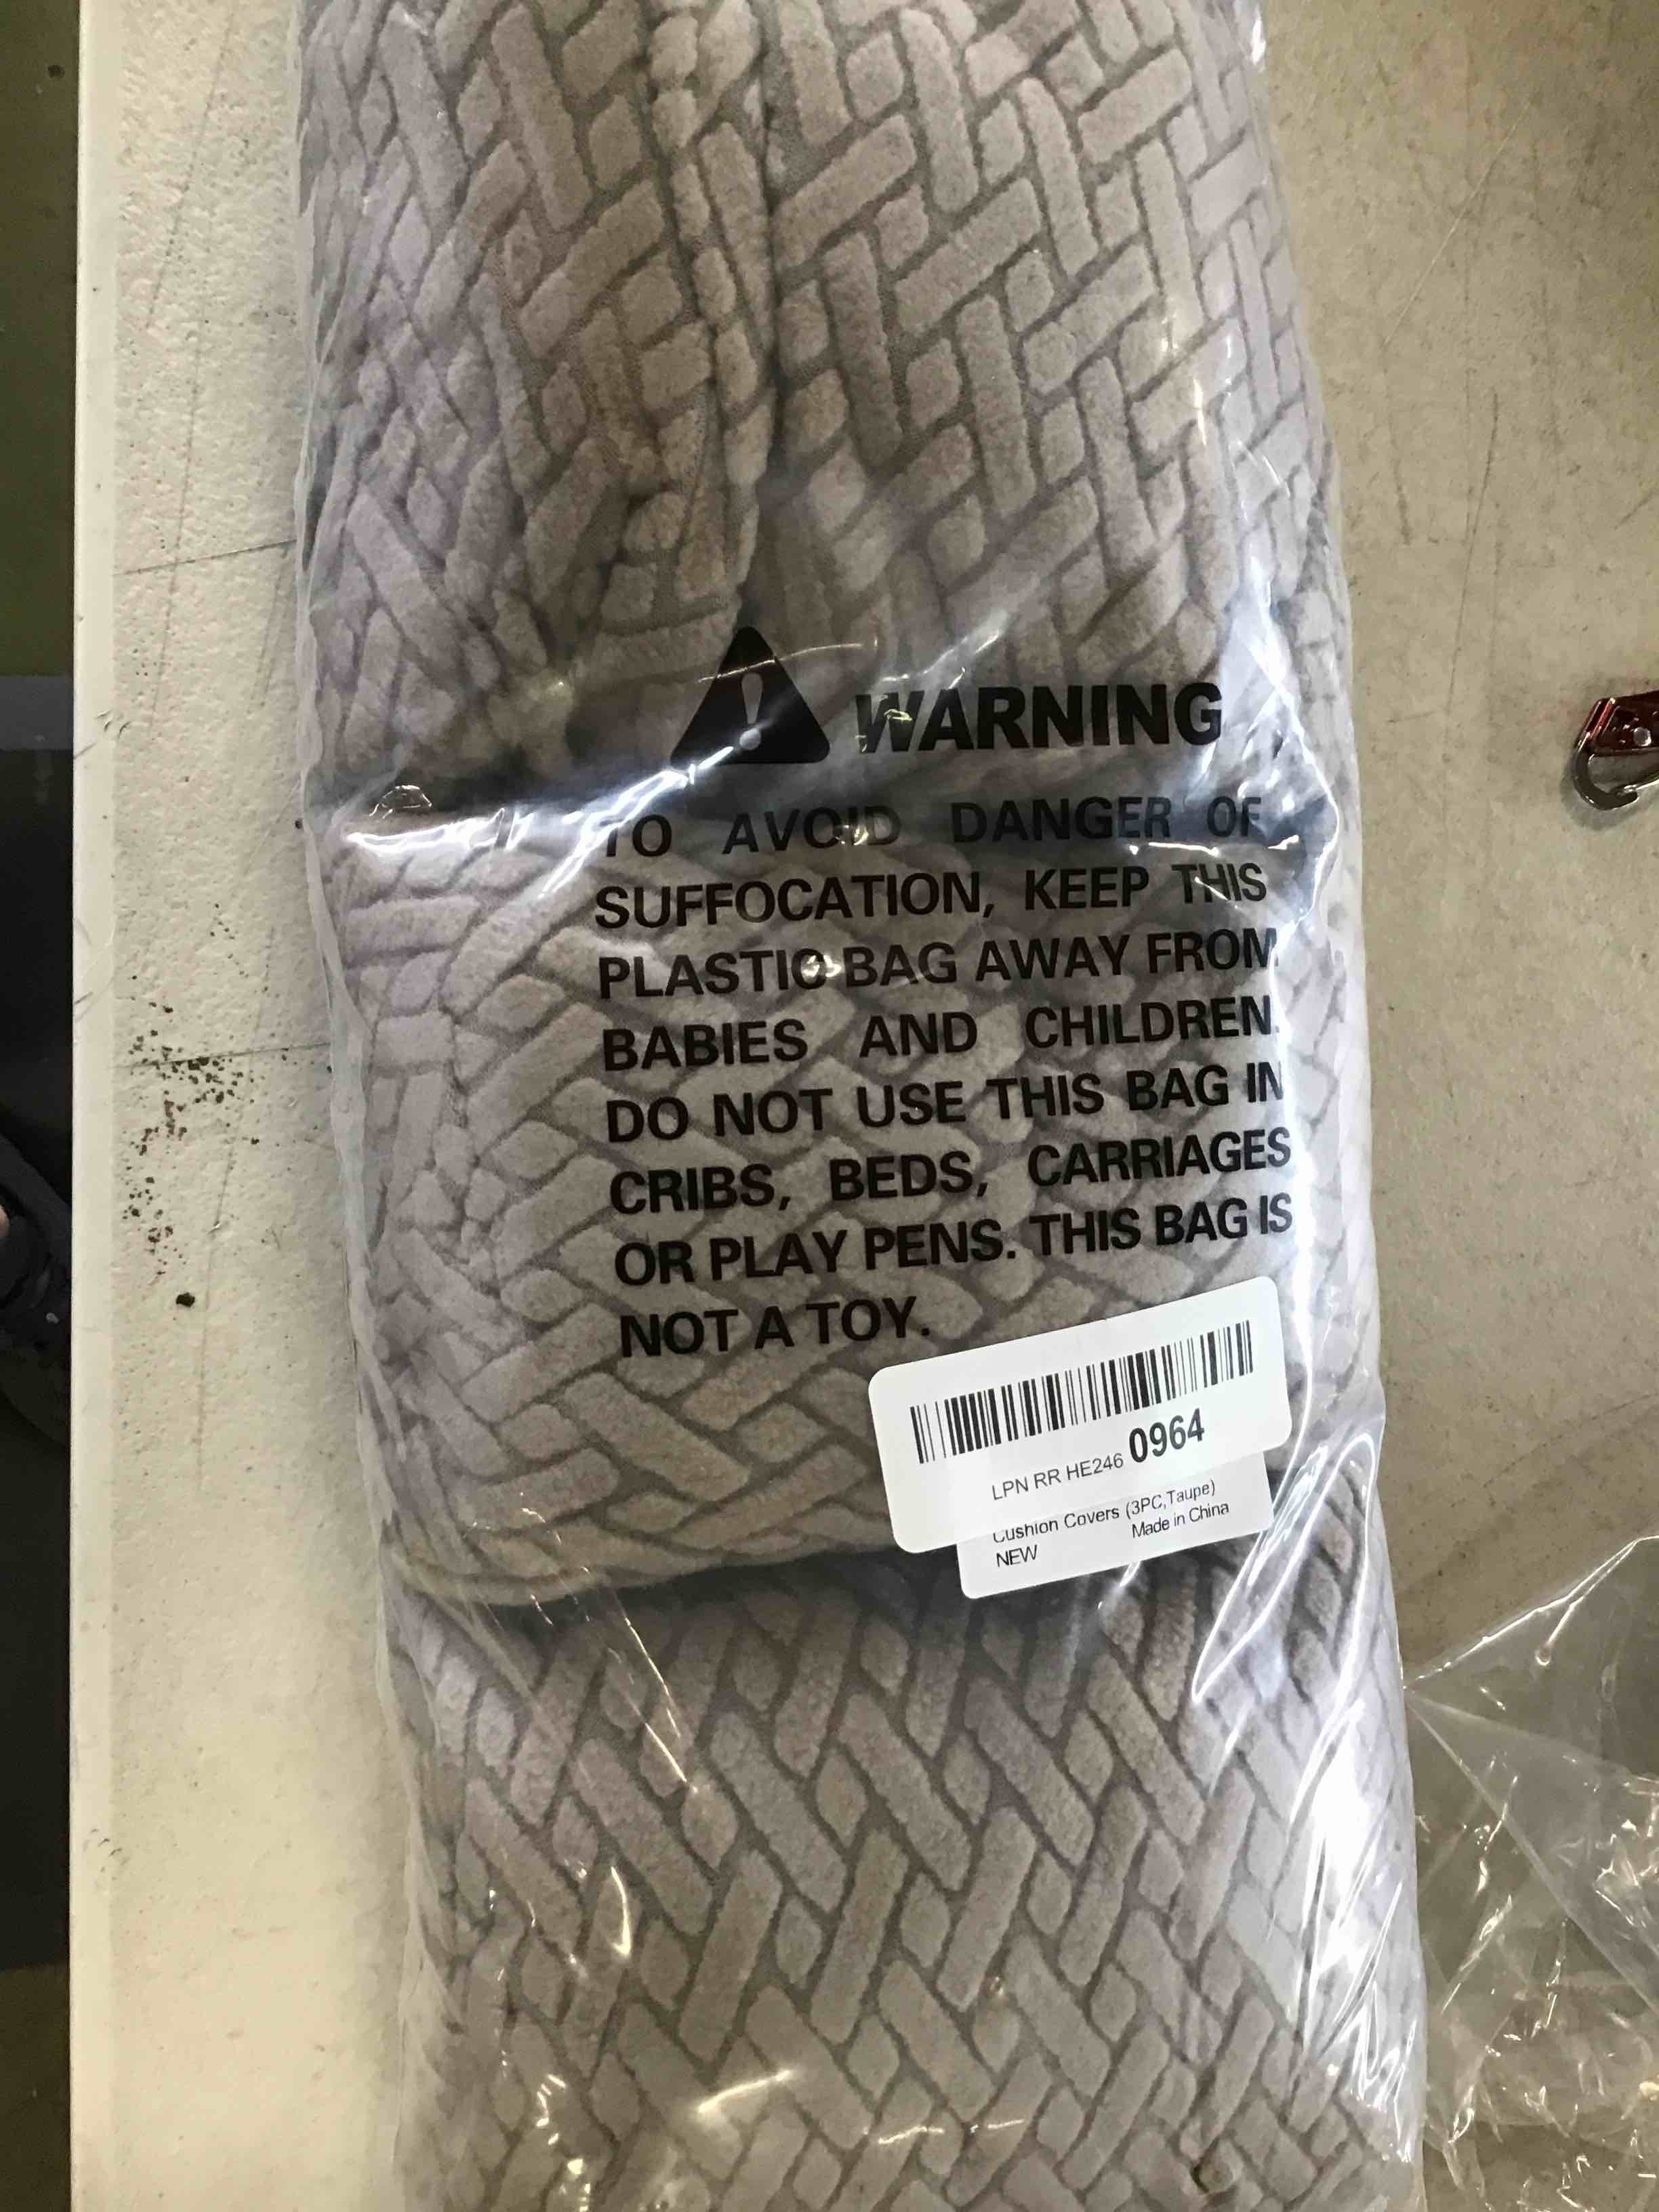 WARNING
TO AVOID DANGER OF
SUFFOCATION, KEEP THIS
PLASTIC BAG AWAY FROM
BABIES AND CHILDREN.
DO NOT USE THIS BAG IN
CRIBS, BEDS, CARRIAGES
OR PLAY PENS. THIS BAG IS
NOT A TOY.
LPN RR HE246 0964
Cushion Covers (3PC,Taupe)
NEW Made in China